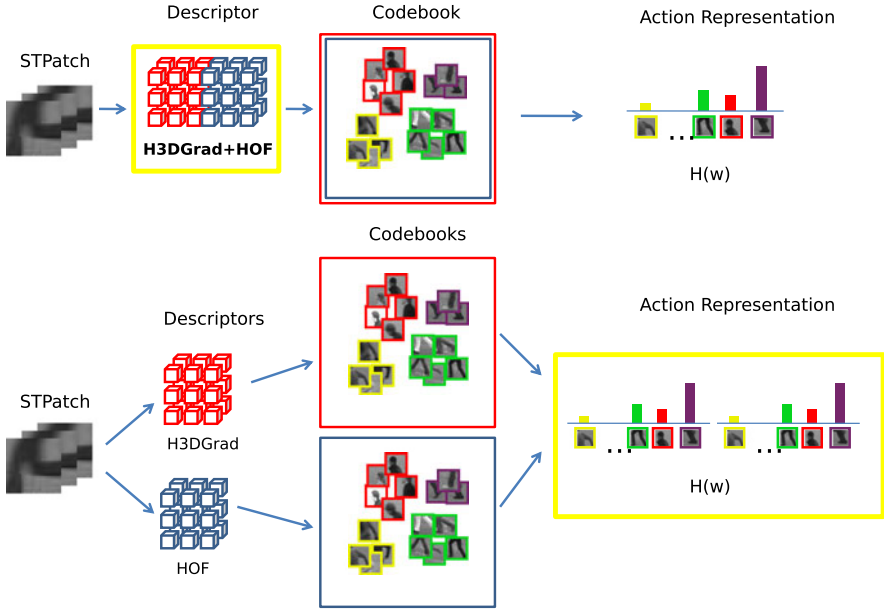 Descriptor
Codebook
Action Representation
STPatch
H3DGrad+HOF
...
H(w)
Codebooks
Descriptors
Action Representation
STPatch
H3DGrad
... ...
H(w)
HOF